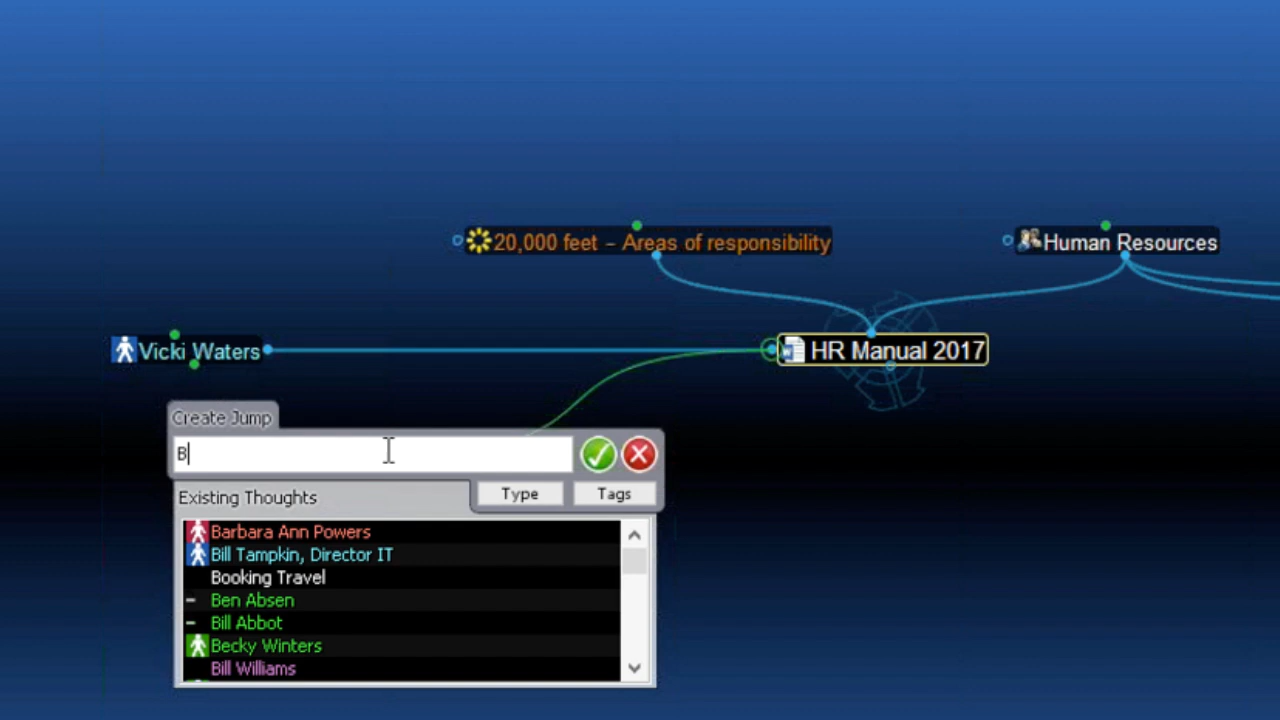 20,000 feet – Areas of responsibility
Human Resources
Vicki Waters
HR Manual 2017
Create Jump
B
Existing Thoughts
Type
Tags
Barbara Ann Powers
Bill Tampkin, Director IT
Booking Travel
Ben Absen
Bill Abbot
Becky Winters
Bill Williams